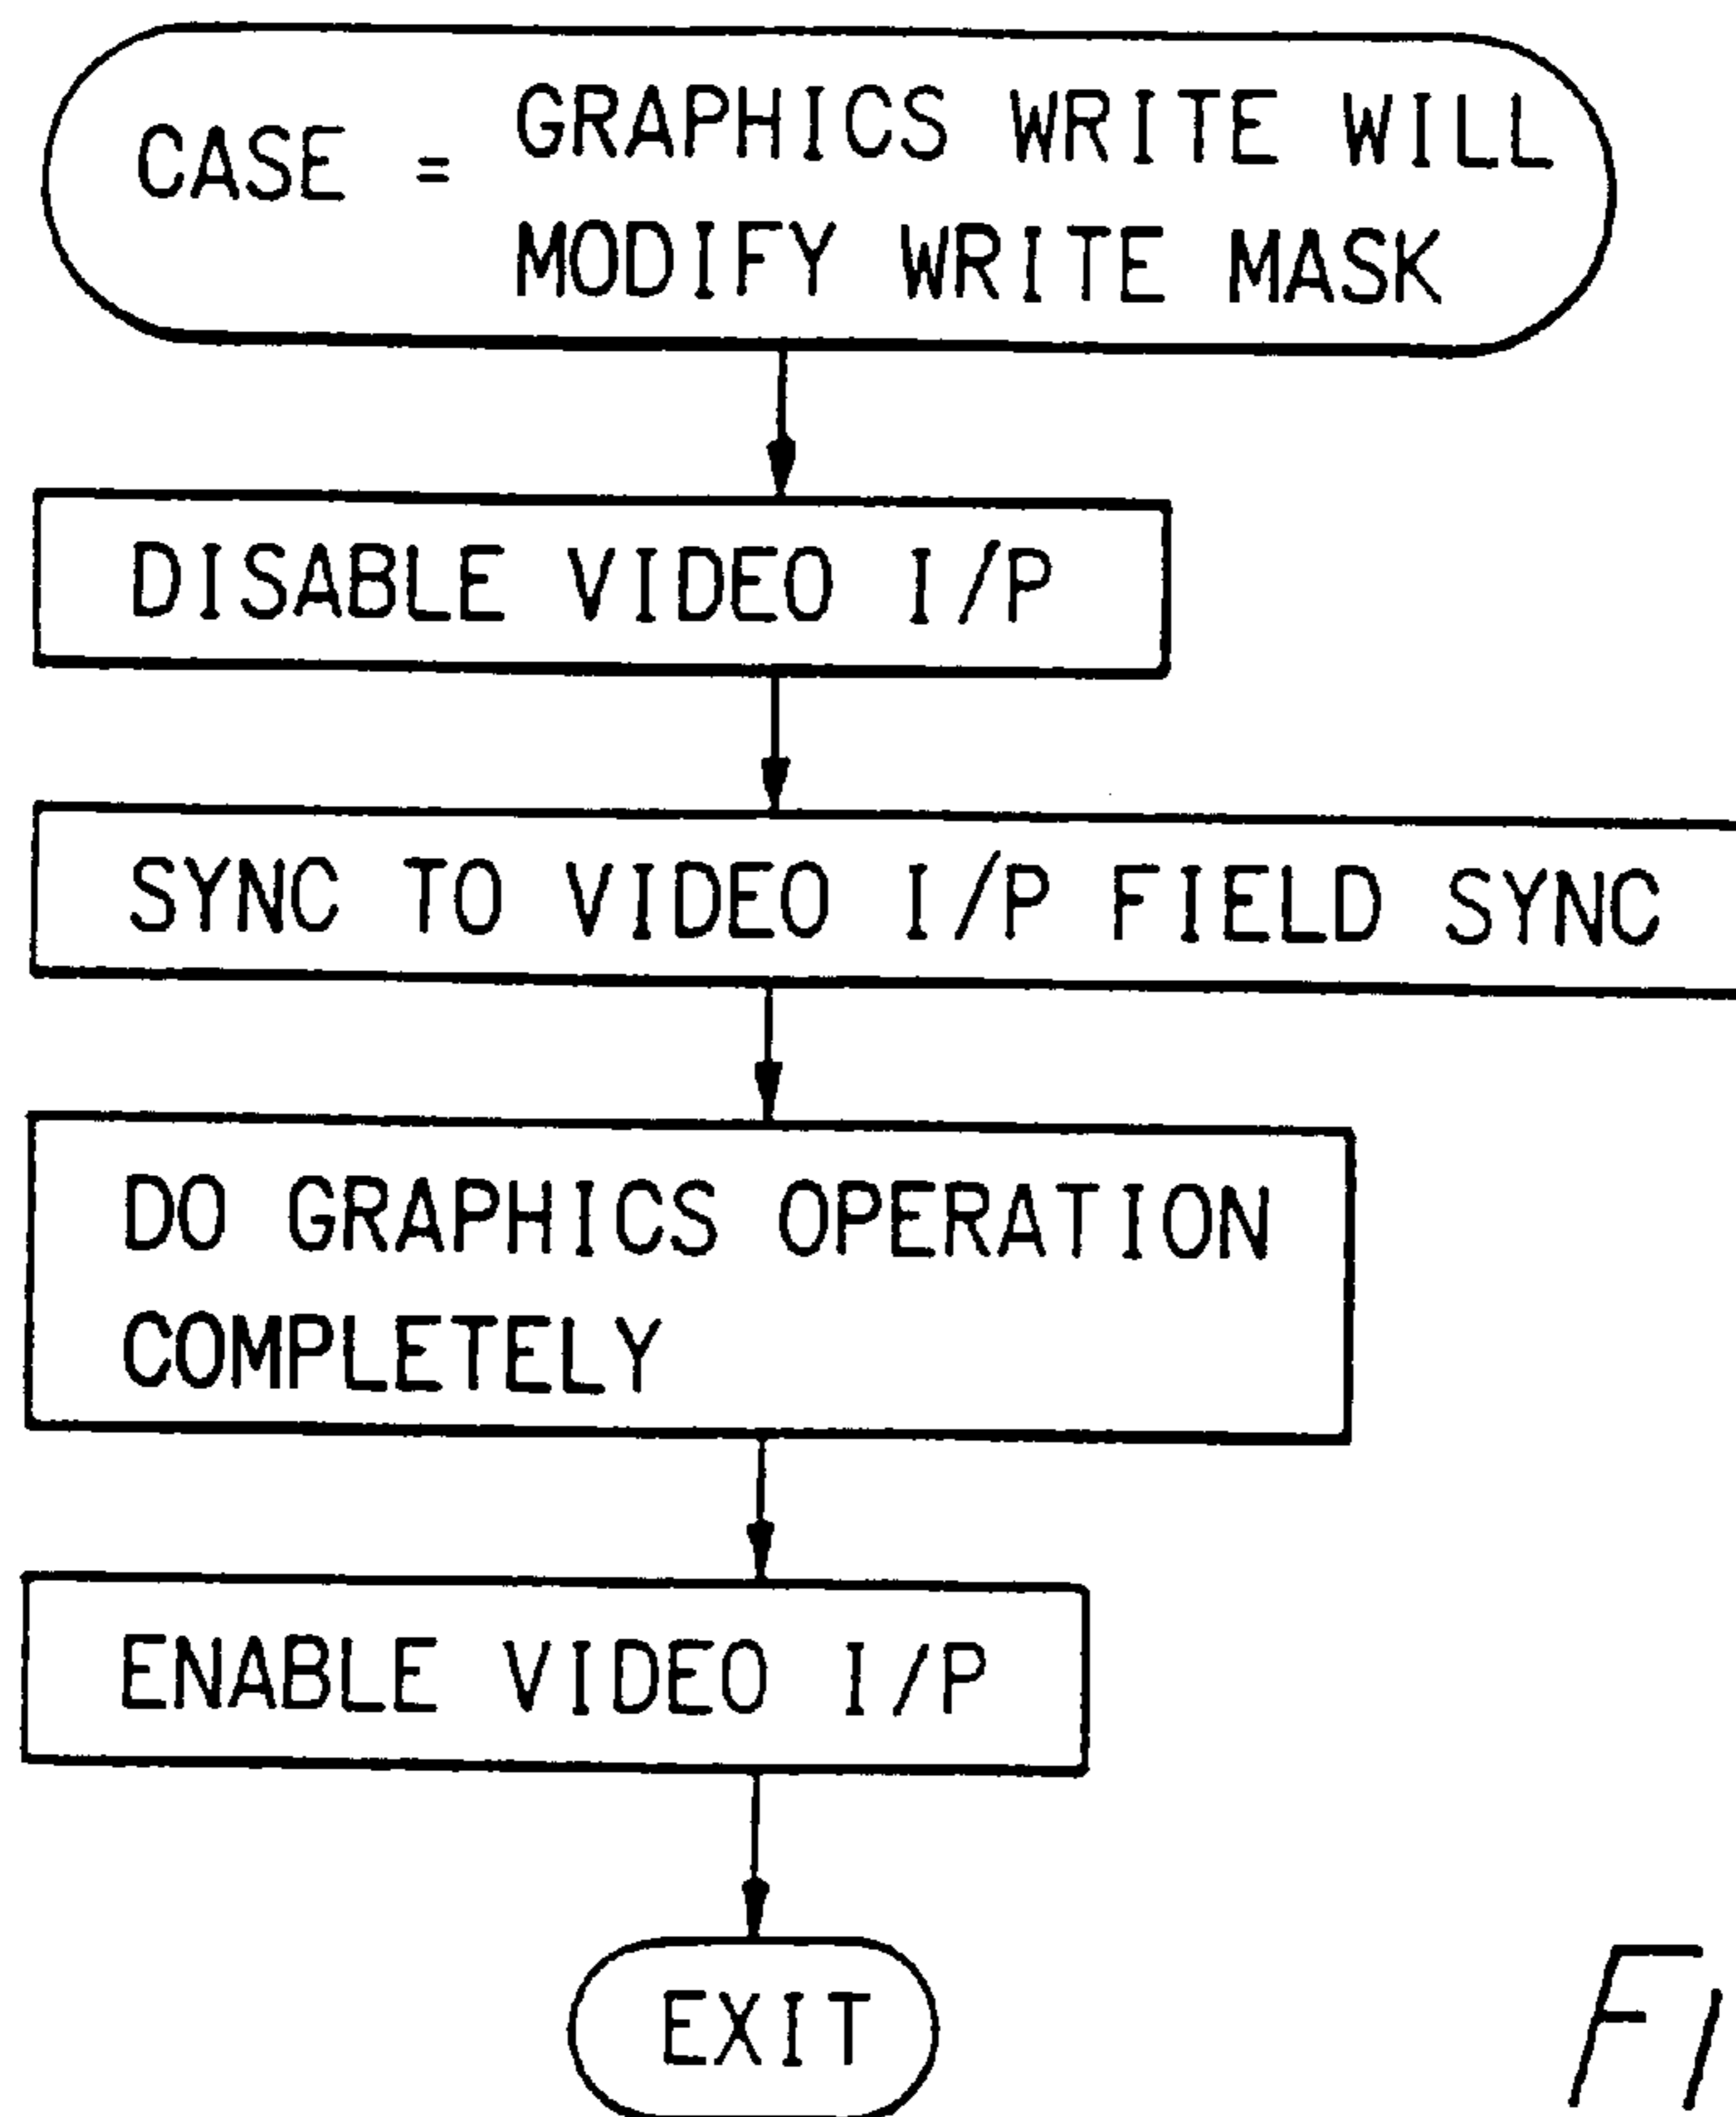 CASE = GRAPHICS WRITE WILL
MODIFY WRITE MASK
DISABLE VIDEO I/P
SYNC TO VIDEO I/P FIELD SYNC
DO GRAPHICS OPERATION
COMPLETELY
ENABLE VIDEO I/P
EXIT